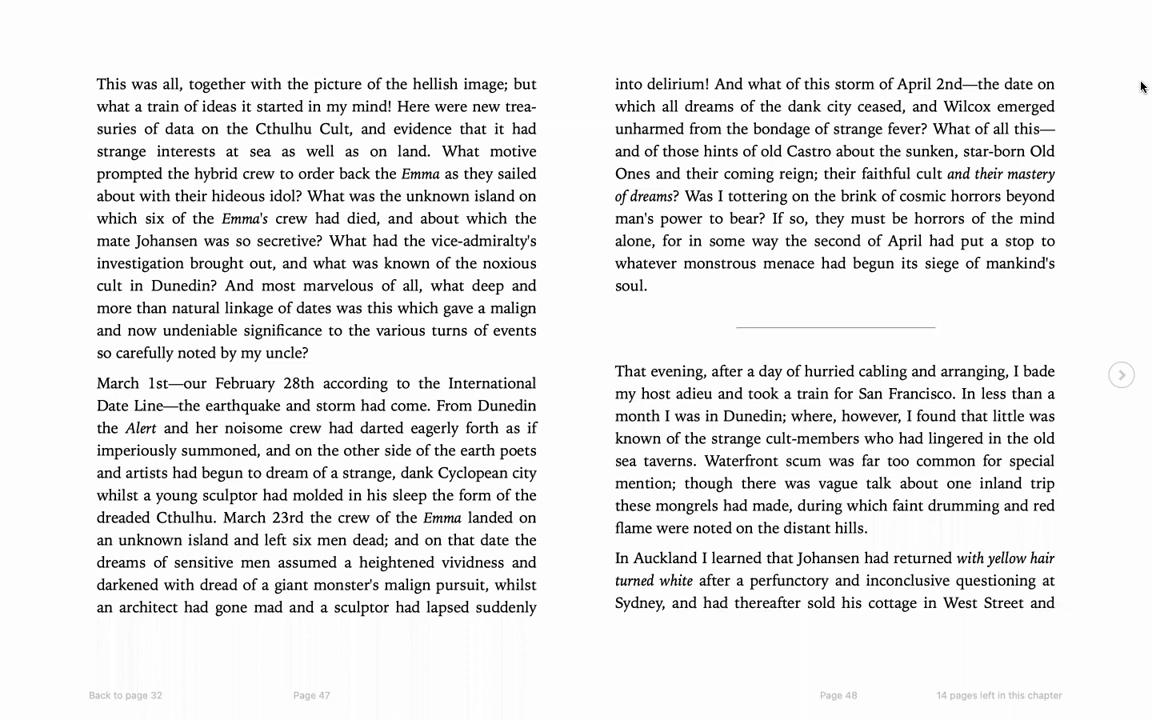 This was all, together with the picture of the hellish image; but
what a train of ideas it started in my mind! Here were new trea-
suries of data on the Cthulhu Cult, and evidence that it had
strange interests at sea as well as on land. What motive
prompted the hybrid crew to order back the Emma as they sailed
about with their hideous idol? What was the unknown island on
which six of the Emma's crew had died, and about which the
mate Johansen was so secretive? What had the vice-admiralty's
investigation brought out, and what was known of the noxious
cult in Dunedin? And most marvelous of all, what deep and
more than natural linkage of dates was this which gave a malign
and now undeniable significance to the various turns of events
so carefully noted by my uncle?
March 1st—our February 28th according to the International
Date Line—the earthquake and storm had come. From Dunedin
the Alert and her noisome crew had darted eagerly forth as if
imperiously summoned, and on the other side of the earth poets
and artists had begun to dream of a strange, dank Cyclopean city
whilst a young sculptor had molded in his sleep the form of the
dreaded Cthulhu. March 23rd the crew of the Emma landed on
an unknown island and left six men dead; and on that date the
dreams of sensitive men assumed a heightened vividness and
darkened with dread of a giant monster's malign pursuit, whilst
an architect had gone mad and a sculptor had lapsed suddenly
into delirium! And what of this storm of April 2nd—the date on
which all dreams of the dank city ceased, and Wilcox emerged
unharmed from the bondage of strange fever? What of all this—
and of those hints of old Castro about the sunken, star-born Old
Ones and their coming reign; their faithful cult and their mastery
of dreams? Was I tottering on the brink of cosmic horrors beyond
man's power to bear? If so, they must be horrors of the mind
alone, for in some way the second of April had put a stop to
whatever monstrous menace had begun its siege of mankind's
soul.
That evening, after a day of hurried cabling and arranging, I bade
my host adieu and took a train for San Francisco. In less than a
month I was in Dunedin; where, however, I found that little was
known of the strange cult-members who had lingered in the old
sea taverns. Waterfront scum was far too common for special
mention; though there was vague talk about one inland trip
these mongrels had made, during which faint drumming and red
flame were noted on the distant hills.
In Auckland I learned that Johansen had returned with yellow hair
turned white after a perfunctory and inconclusive questioning at
Sydney, and had thereafter sold his cottage in West Street and
Back to page 32
Page 47
Page 48
14 pages left in this chapter